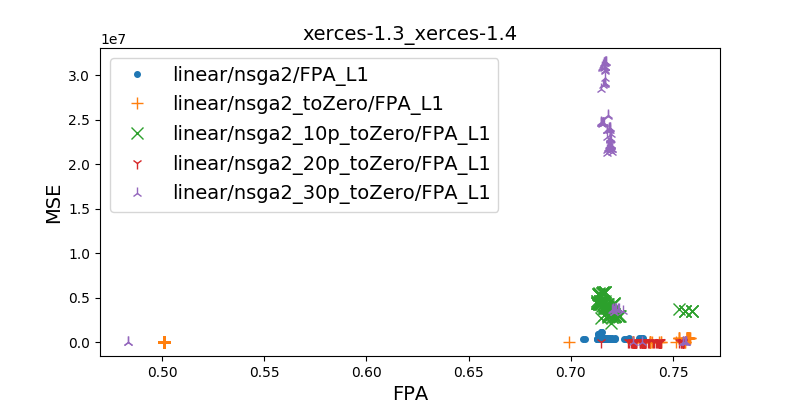 xerces-1.3_xerces-1.4
1e7
linear/nsga2/FPA_L1
linear/nsga2_toZero/FPA_L1
linear/nsga2_10p_toZero/FPA_L1
linear/nsga2_20p_toZero/FPA_L1
linear/nsga2_30p_toZero/FPA_L1
MSE
3.0
2.5
2.0
1.5
1.0
0.5
0.0
0.50 0.55 0.60 0.65 0.70 0.75
FPA